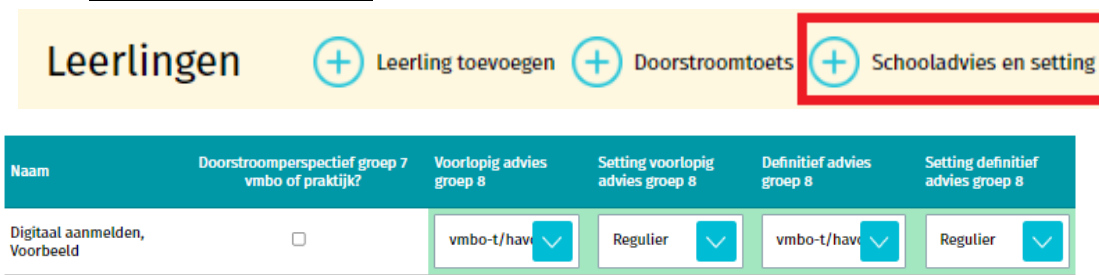 Leerlingen
Leerling toevoegen
Doorstroomtoets
Schooladvies en setting
Naam
Doorstroomperspectief groep 7
vmbo of praktijk?
Voorlopig advies
groep 8
Setting voorlopig
advies groep 8
Definitief advies
groep 8
Setting definitief
advies groep 8
Digitaal aanmelden,
Voorbeeld
vmbo-t/hav
Regulier
vmbo-t/hav
Regulier